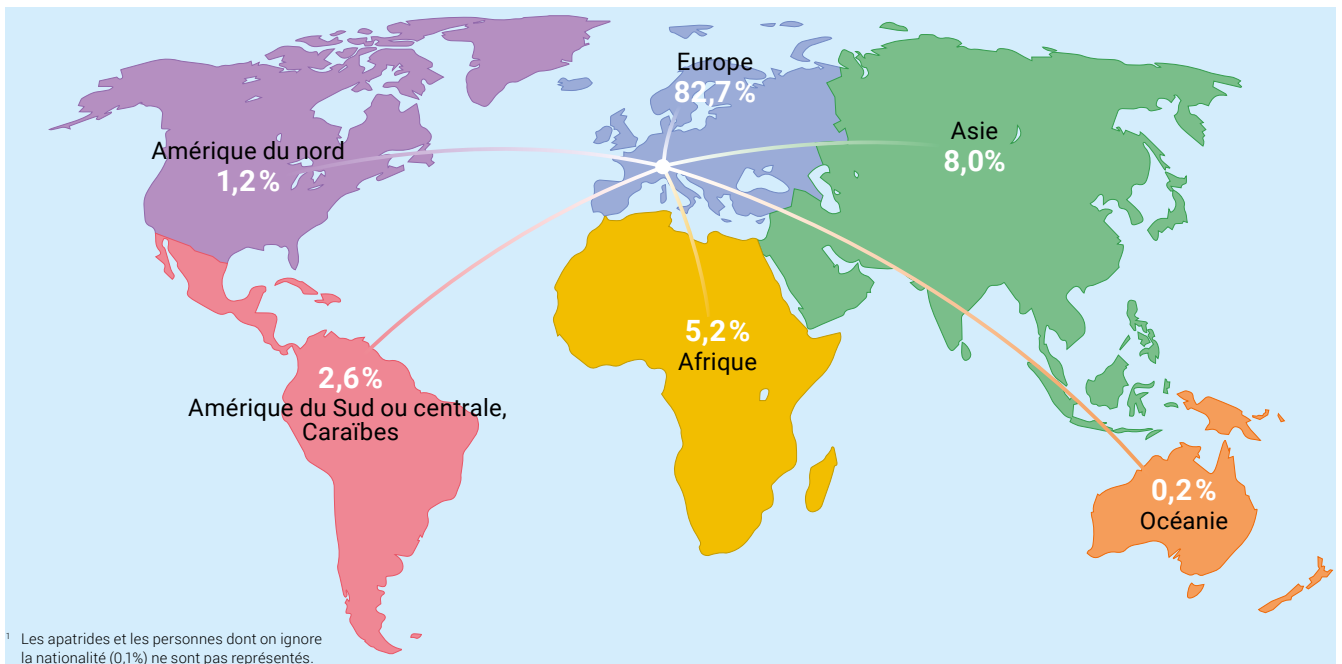 Europe
82,7%
Amérique du nord
1,2%
Asie
8,0%
5,2%
Afrique
2,6%
Amérique du Sud ou centrale,
Caraïbes
0,2%
Océanie
¹ Les apatrides et les personnes dont on ignore
la nationalité (0,1%) ne sont pas représentés.